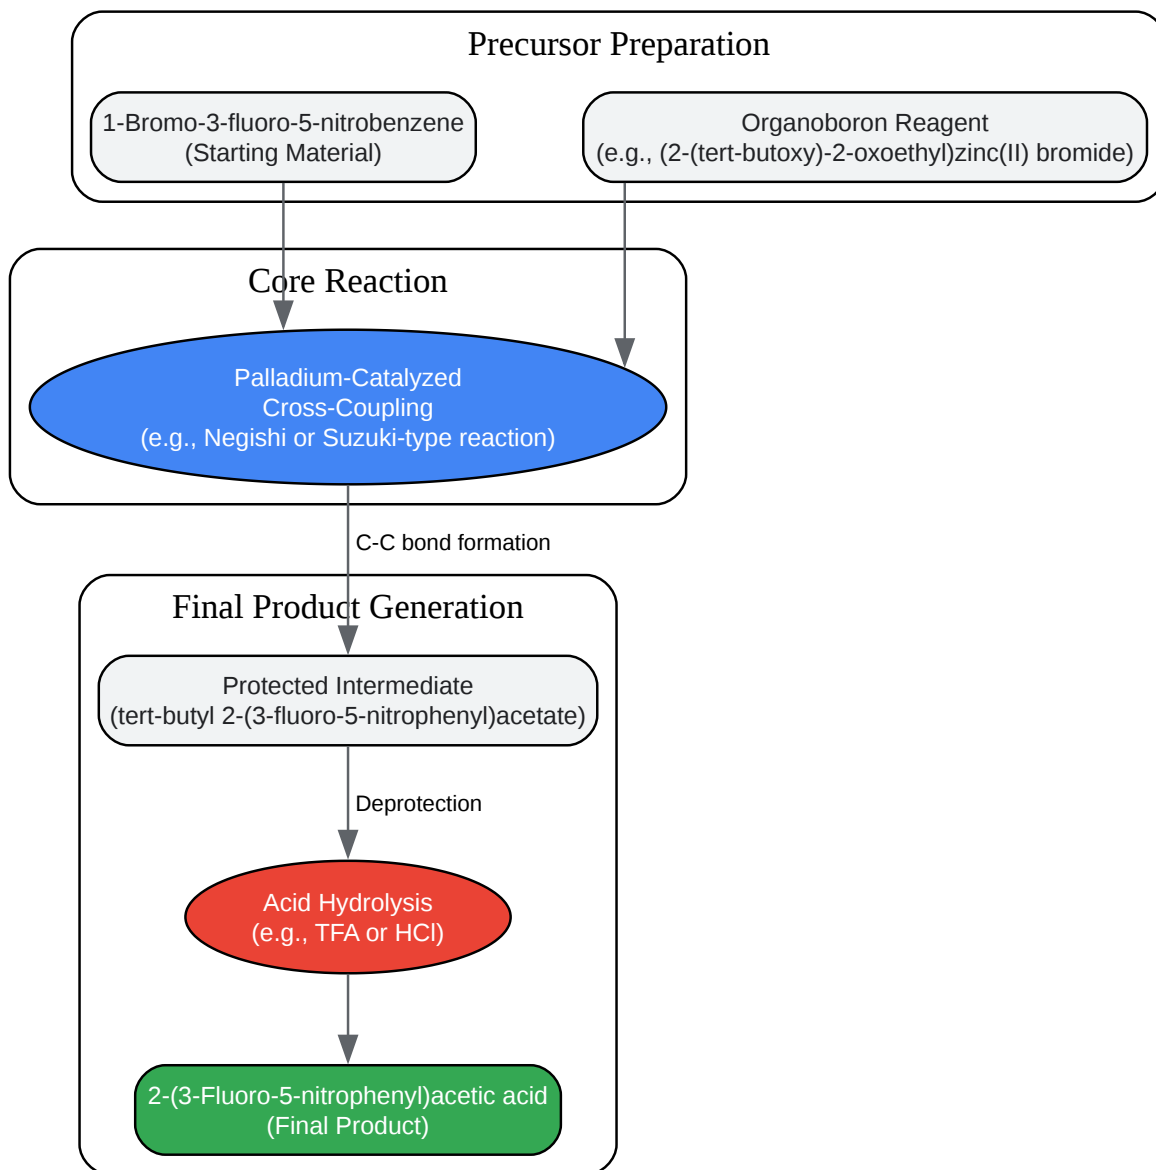 Precursor Preparation
1-Bromo-3-fluoro-5-nitrobenzene
(Starting Material)
Organoboron Reagent
(e.g., (2-(tert-butoxy)-2-oxoethyl)zinc(II) bromide)
Core Reaction
Palladium-Catalyzed
Cross-Coupling
(e.g., Negishi or Suzuki-type reaction)
C-C bond formation
Final Product Generation
Protected Intermediate
(tert-butyl 2-(3-fluoro-5-nitrophenyl)acetate)
Deprotection
Acid Hydrolysis
(e.g., TFA or HCl)
2-(3-Fluoro-5-nitrophenyl)acetic acid
(Final Product)